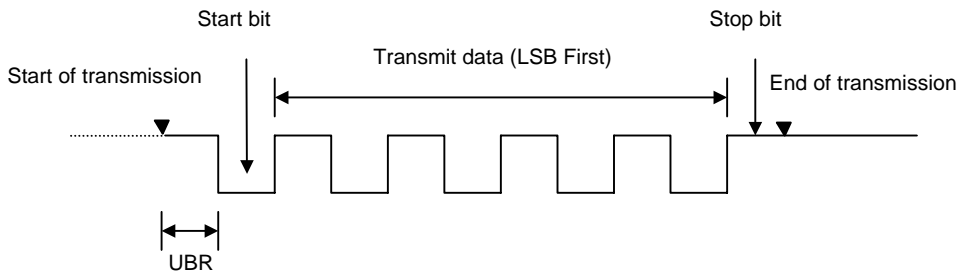 Start bit
Stop bit
Transmit data (LSB First)
Start of transmission
End of transmission
UBR